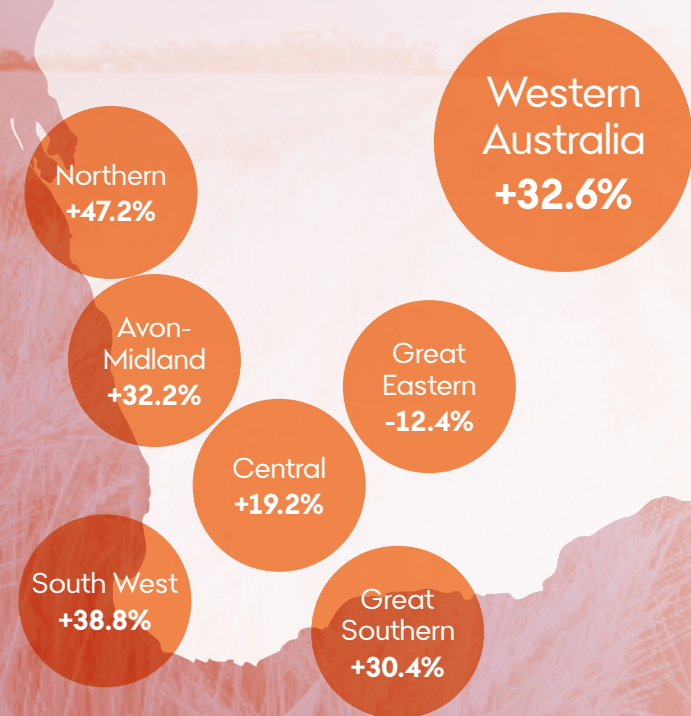 Western
Australia
+32.6%
Northern
+47.2%
Avon-
Midland
+32.2%
Great
Eastern
-12.4%
Central
+19.2%
South West
+38.8%
Great
Southern
+30.4%